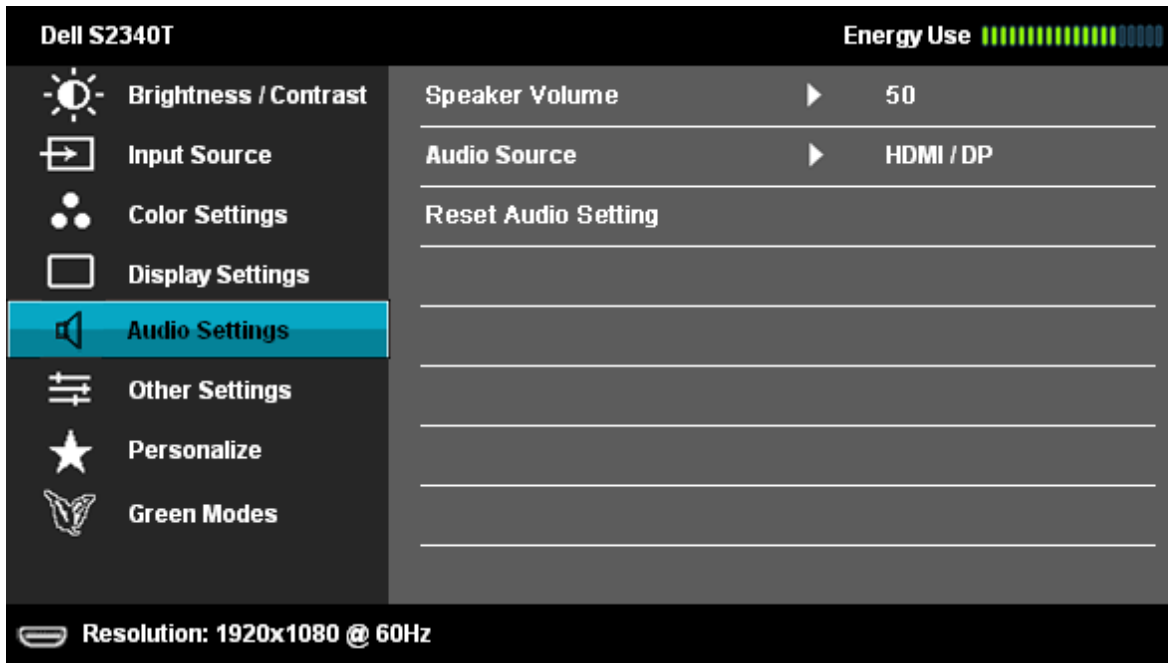 Dell S2340T Energy Use
Brightness / Contrast Speaker Volume 50
Input Source Audio Source HDMI / DP
Color Settings Reset Audio Setting
Display Settings
Audio Settings
Other Settings
Personalize
Green Modes
Resolution: 1920x1080 @ 60Hz